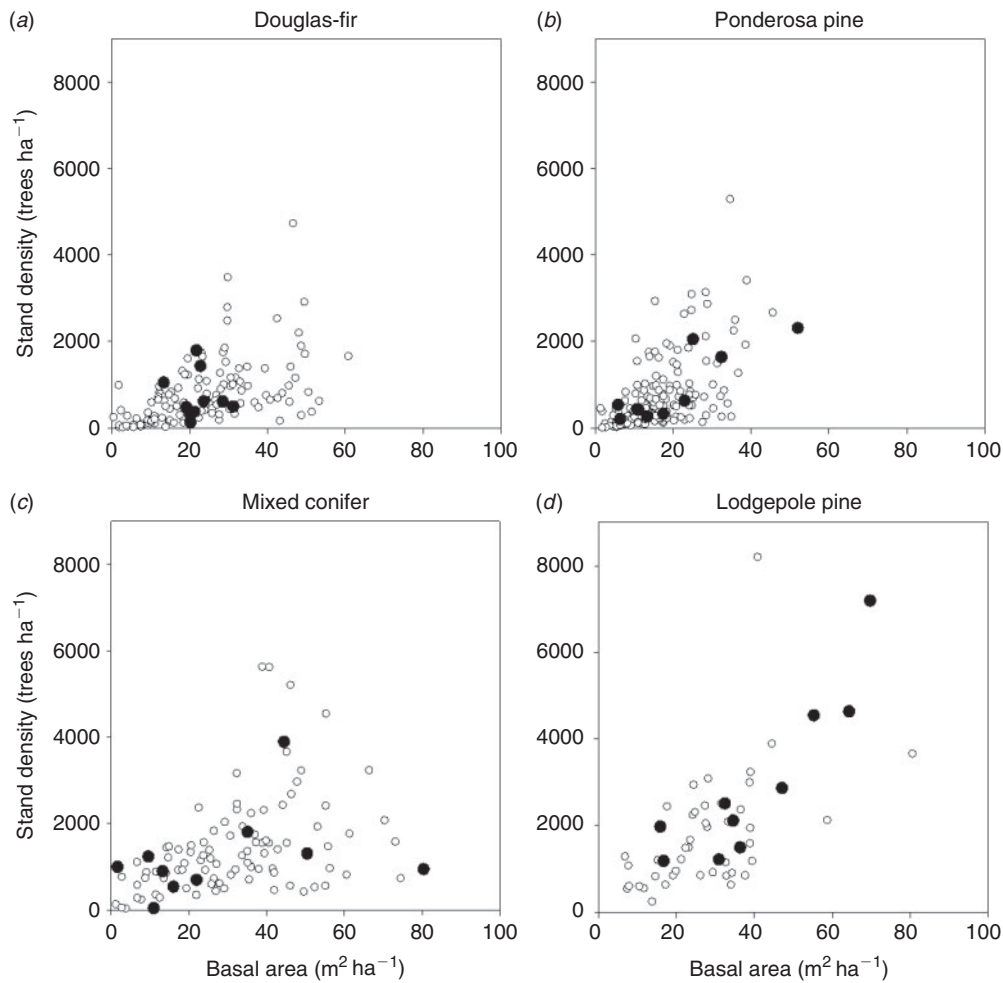 (a) Douglas-fir
(b) Ponderosa pine
Stand density (trees ha⁻¹)
8000
6000
4000
2000
0
0 20 40 60 80 100
8000
6000
4000
2000
0
0 20 40 60 80 100
(c) Mixed conifer
(d) Lodgepole pine
Stand density (trees ha⁻¹)
8000
6000
4000
2000
0
0 20 40 60 80 100
Basal area (m² ha⁻¹)
8000
6000
4000
2000
0
0 20 40 60 80 100
Basal area (m² ha⁻¹)